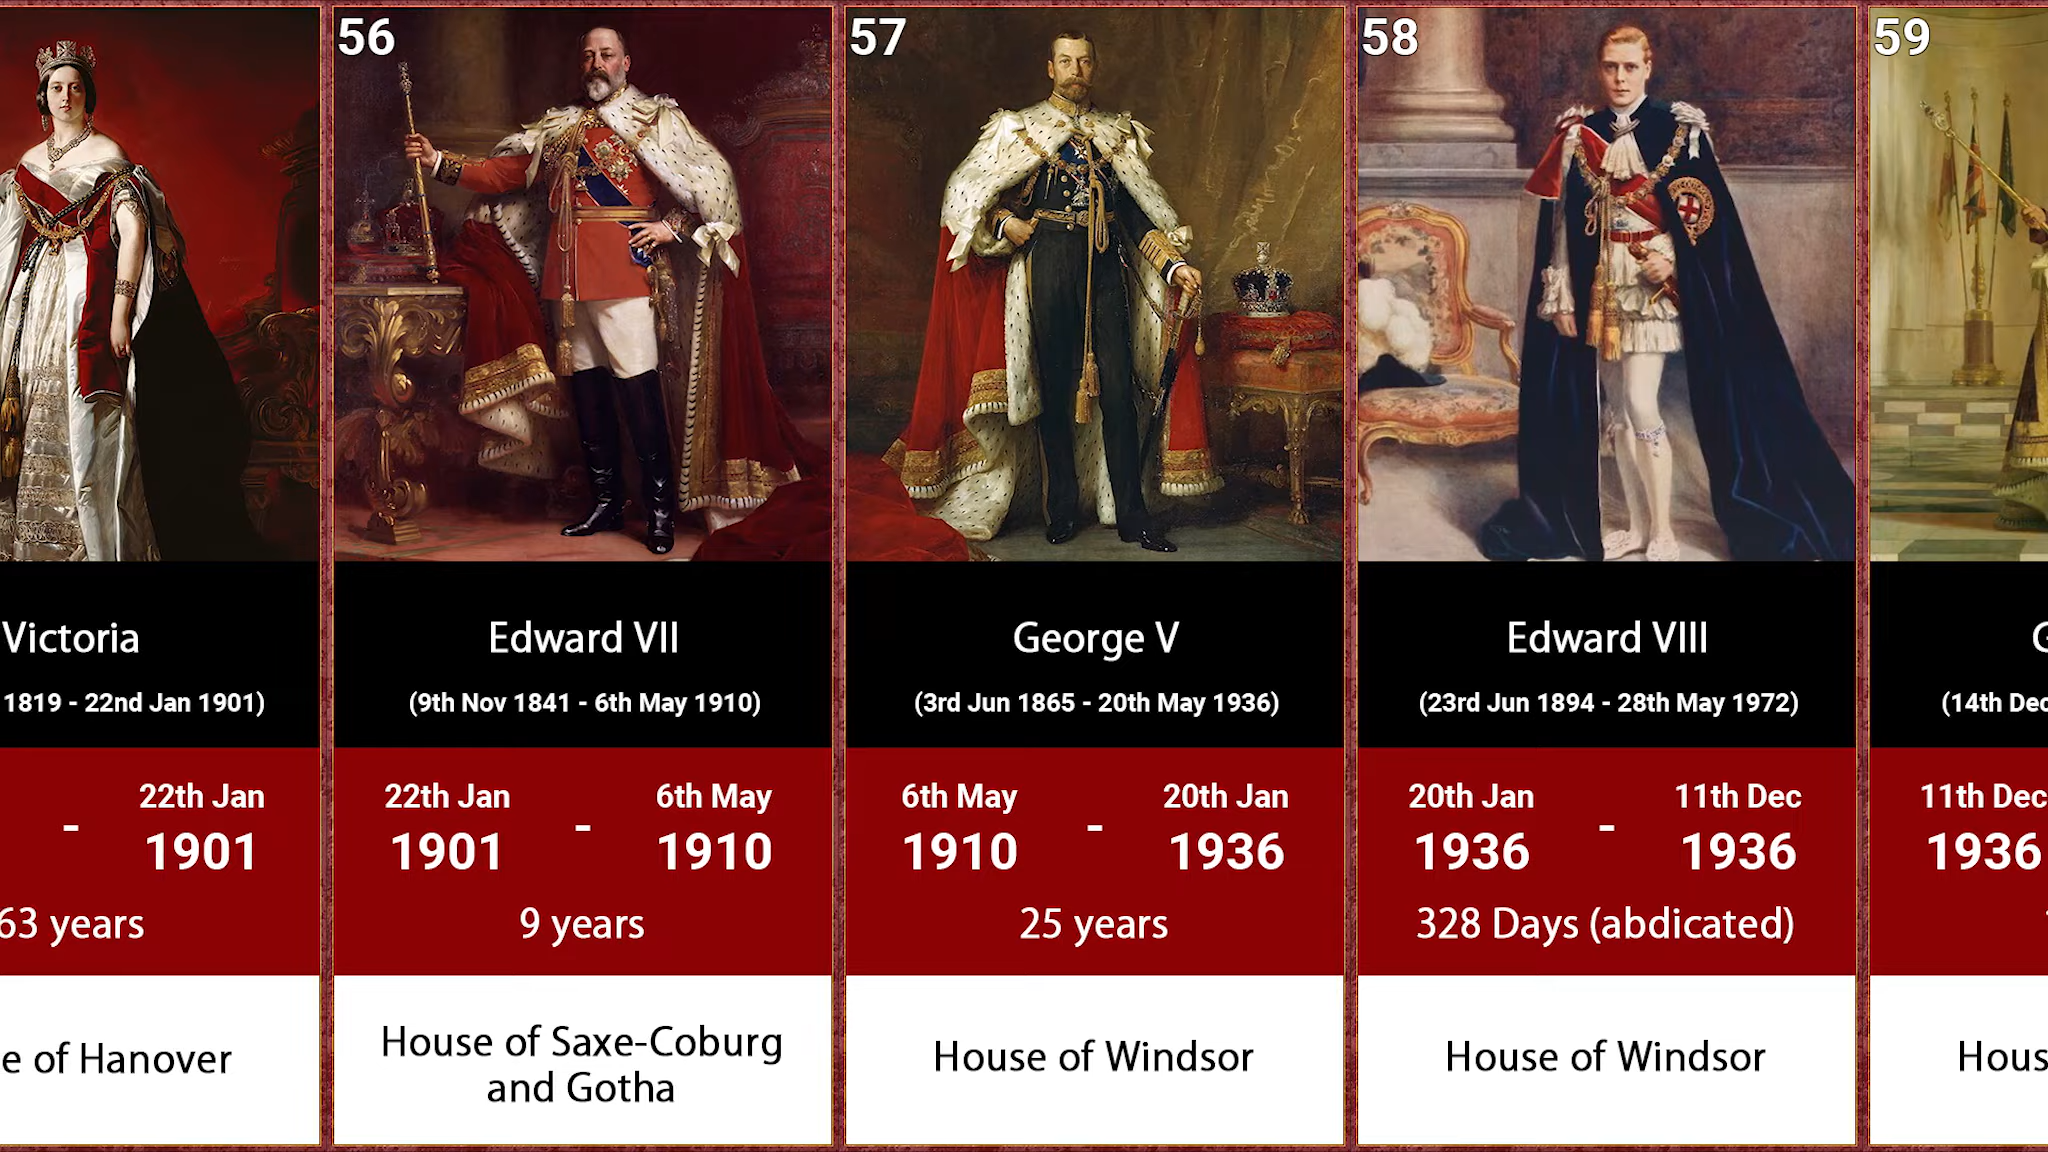 Victoria
1819 - 22nd Jan 1901)
-
22th Jan
1901
63 years
e of Hanover
56
Edward VII
(9th Nov 1841 - 6th May 1910)
22th Jan
1901
-
6th May
1910
9 years
House of Saxe-Coburg
and Gotha
57
George V
(3rd Jun 1865 - 20th May 1936)
6th May
1910
-
20th Jan
1936
25 years
House of Windsor
58
Edward VIII
(23rd Jun 1894 - 28th May 1972)
20th Jan
1936
-
11th Dec
1936
328 Days (abdicated)
House of Windsor
59
G
(14th Dec
11th Dec
1936
Hous